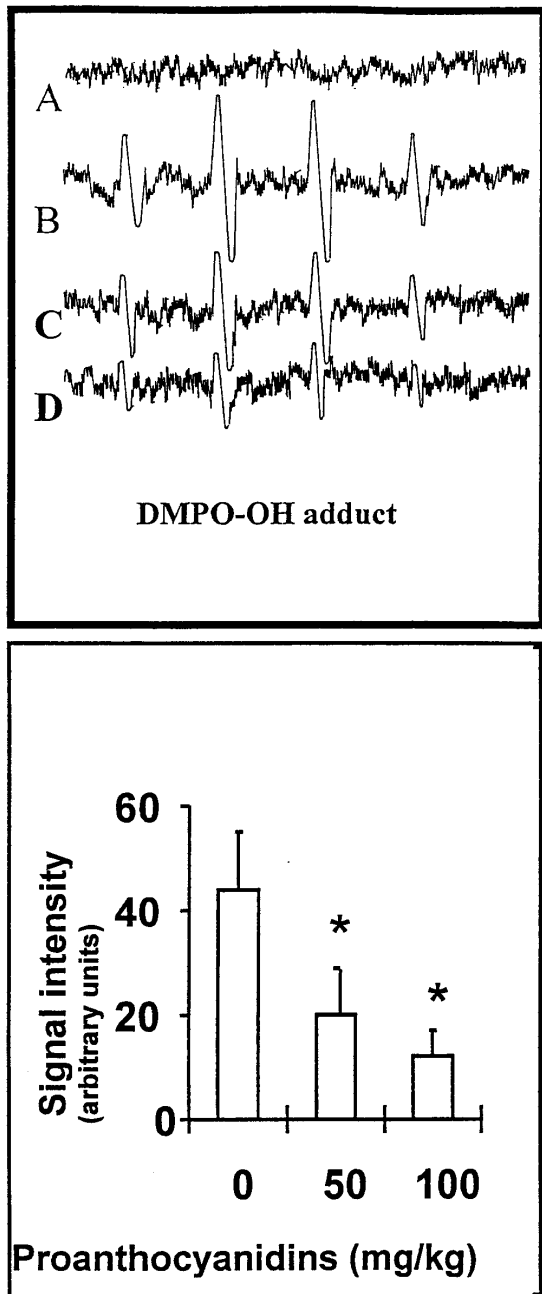 A
B
C
D
DMPO-OH adduct
60
40
20
0
Signal intensity
(arbitrary units)
*
*
0 50 100
Proanthocyanidins (mg/kg)